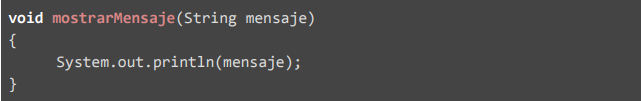 void mostrarMensaje(String mensaje)
{
      System.out.println(mensaje);
}